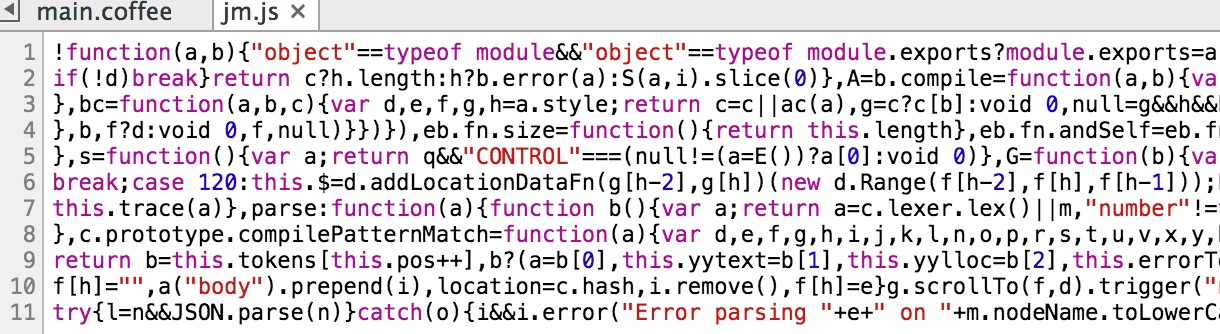 main.coffee jm.js ×
1 !function(a,b){"object"==typeof module&&"object"==typeof module.exports?module.exports=a
2 if(!d)break}return c?h.length:h?b.error(a):S(a,i).slice(0)},A=b.compile=function(a,b){va
3 },bc=function(a,b,c){var d,e,f,g,h=a.style;return c=c||ac(a),g=c?c[b]:void 0,null=g&&h&&
4 },b,f?d:void 0,f,null)}})}),eb.fn.size=function(){return this.length},eb.fn.andSelf=eb.f
5 },s=function(){var a;return q&&"CONTROL"===(null!=(a=E())?a[0]:void 0)},G=function(b){va
6 break;case 120:this.$=d.addLocationDataFn(g[h-2],g[h])(new d.Range(f[h-2],f[h],f[h-1]));
7 this.trace(a)},parse:function(a){function b(){var a;return a=c.lexer.lex()||m,"number"!=
8 },c.prototype.compilePatternMatch=function(a){var d,e,f,g,h,i,j,k,l,n,o,p,r,s,t,u,v,x,y,
9 return b=this.tokens[this.pos++],b?(a=b[0],this.yytext=b[1],this.yylloc=b[2],this.errorT
10 f[h]="",a("body").prepend(i),location=c.hash,i.remove(),f[h]=e}g.scrollTo(f,d).trigger("
11 try{l=n&&JSON.parse(n)}catch(o){i&&i.error("Error parsing "+e+" on "+m.nodeName.toLowerC